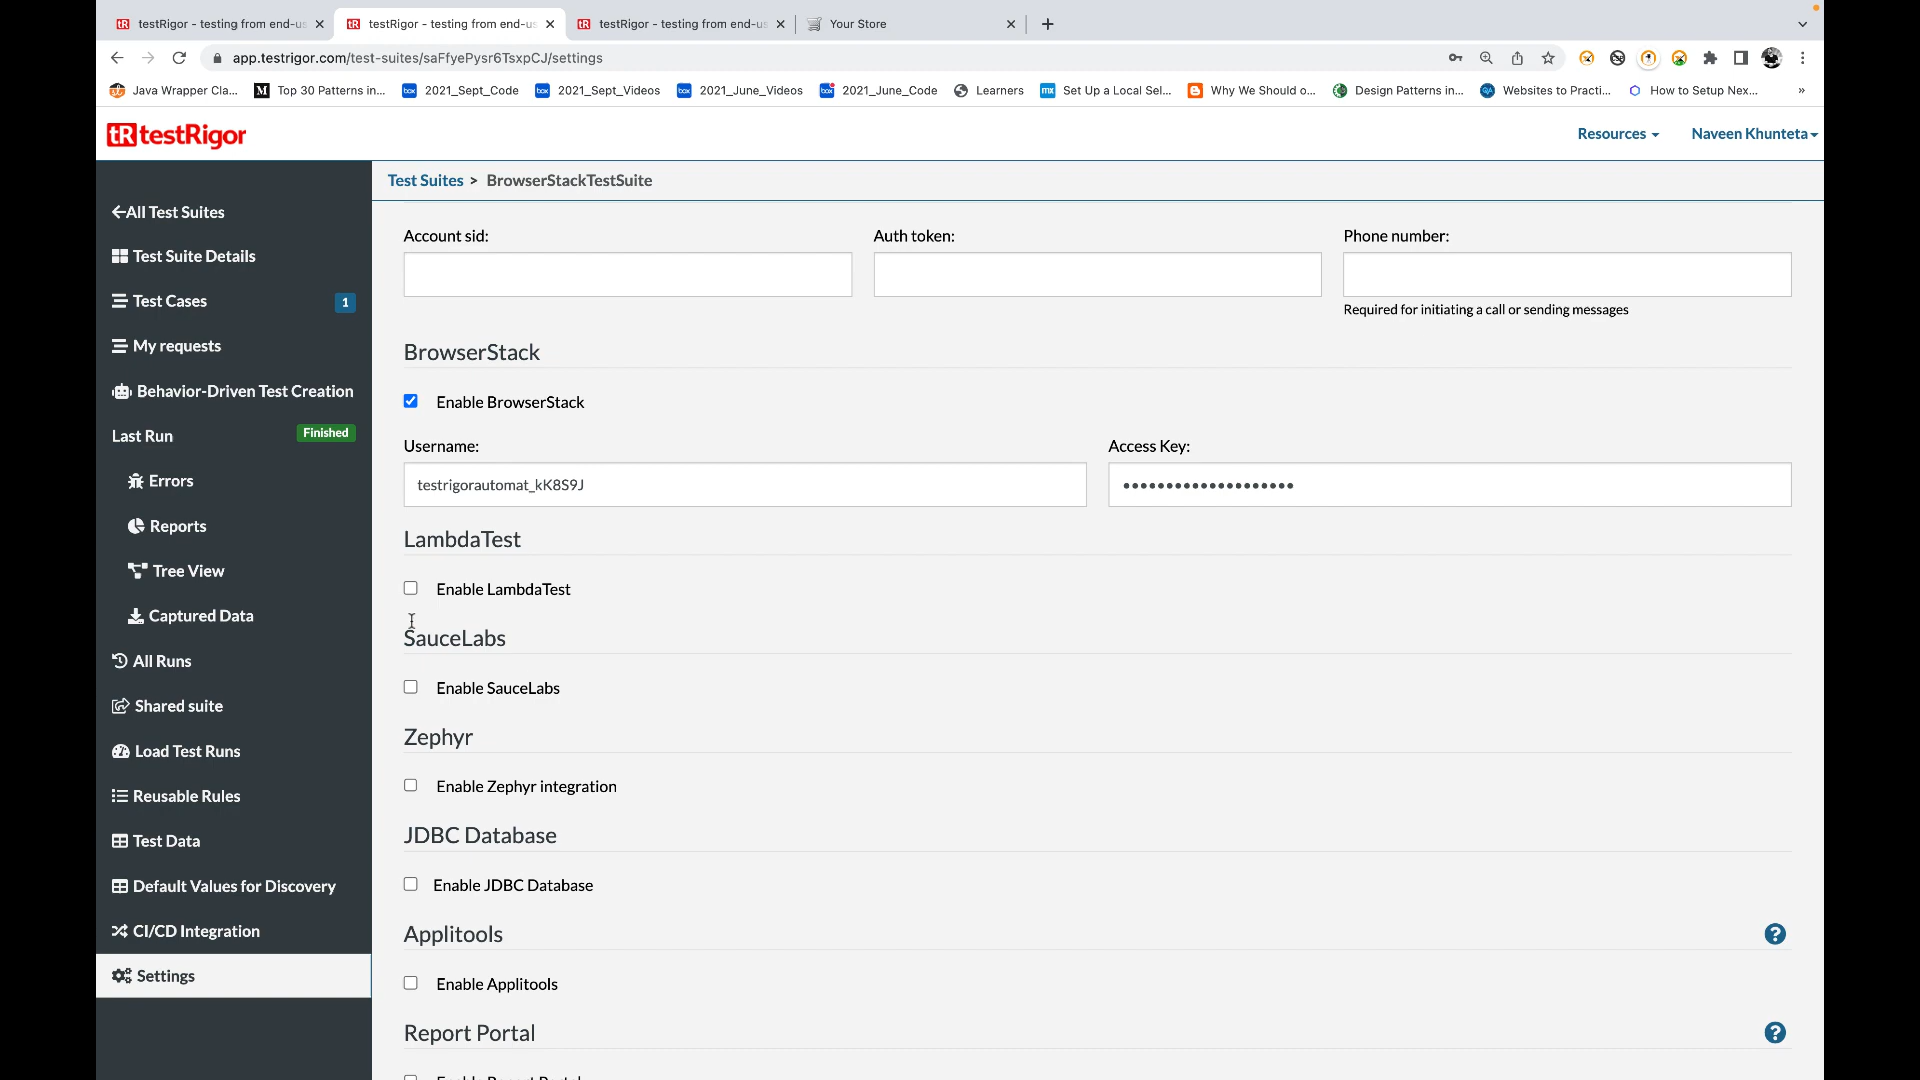 testRigor - testing from end-us
testRigor - testing from end-us
testRigor - testing from end-us
Your Store
app.testrigor.com/test-suites/saFfyePysr6TsxpCJ/settings
Java Wrapper Cla...
Top 30 Patterns in...
2021_Sept_Code
2021_Sept_Videos
2021_June_Videos
2021_June_Code
Learners
Set Up a Local Sel...
Why We Should o...
Design Patterns in...
Websites to Practi...
How to Setup Nex...
tR testRigor
Resources
Naveen Khunteta
Test Suites > BrowserStackTestSuite
All Test Suites
Test Suite Details
Test Cases 1
My requests
Behavior-Driven Test Creation
Last Run Finished
Errors
Reports
Tree View
Captured Data
All Runs
Shared suite
Load Test Runs
Reusable Rules
Test Data
Default Values for Discovery
CI/CD Integration
Settings
Account sid:
Auth token:
Phone number:
Required for initiating a call or sending messages
BrowserStack
Enable BrowserStack
Username:
Access Key:
testrigorautomat_kK8S9J
LambdaTest
Enable LambdaTest
SauceLabs
Enable SauceLabs
Zephyr
Enable Zephyr integration
JDBC Database
Enable JDBC Database
Applitools
Enable Applitools
Report Portal
Enable Report Portal